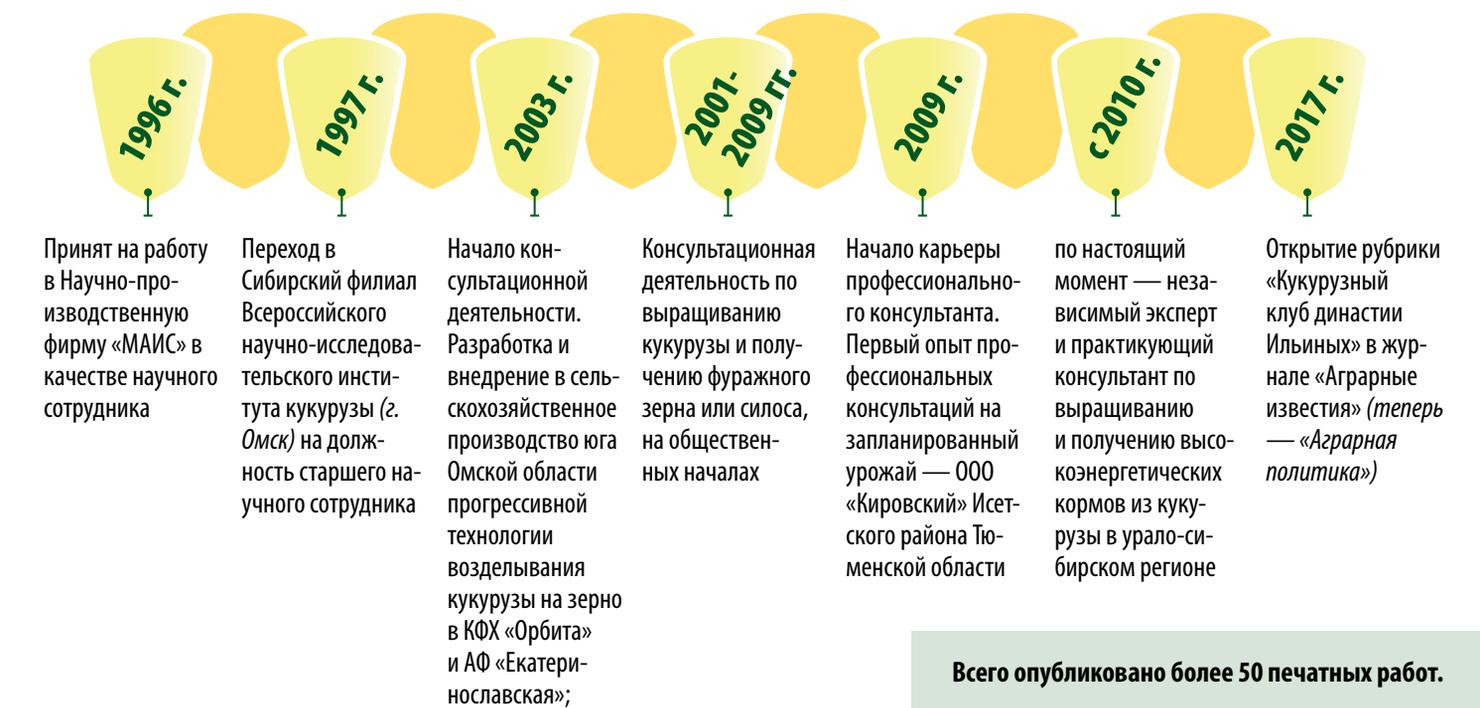 1996 г.
Принят на работу
в Научно-про-
изводственную
фирму «МАИС» в
качестве научного
сотрудника
1997 г.
Переход в
Сибирский филиал
Всероссийского
научно-исследова-
тельского инсти-
тута кукурузы (г.
Омск) на долж-
ность старшего на-
учного сотрудника
2003 г.
Начало кон-
сультационной
деятельности.
Разработка и
внедрение в сель-
скохозяйственное
производство юга
Омской области
прогрессивной
технологии
возделывания
кукурузы на зерно
в КФХ «Орбита»
и АФ «Екатери-
нославская»;
2001-
2009 гг.
Консультационная
деятельность по
выращиванию
кукурузы и полу-
чению фуражного
зерна или силоса,
на обществен-
ных началах
2009 г.
Начало карьеры
профессионально-
го консультанта.
Первый опыт про-
фессиональных
консультаций на
запланированный
урожай — ООО
«Кировский» Исет-
ского района Тю-
менской области
с 2010 г.
по настоящий
момент — неза-
висимый эксперт
и практикующий
консультант по
выращиванию
и получению высо-
коэнергетических
кормов из куку-
рузы в урало-си-
бирском регионе
2017 г.
Открытие рубрики
«Кукурузный
клуб династии
Ильиных» в жур-
нале «Аграрные
известия» (теперь
— «Аграрная
политика»)
Всего опубликовано более 50 печатных работ.